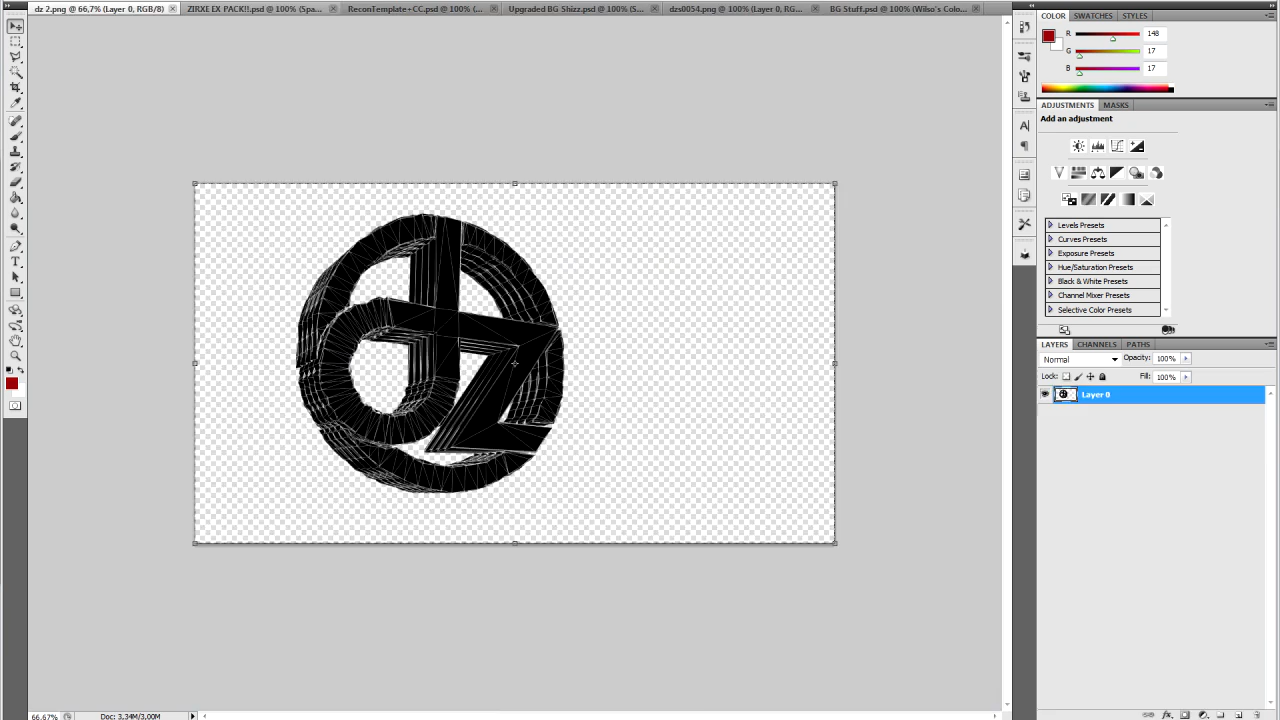 dz 2.png @ 66,7% (Layer 0, RGB/8) ZIRXE EX PACK!!.psd @ 100% (Spa... ReconTemplate+CC.psd @ 100% (... Upgraded BG Shizz.psd @ 100% (S... dzs0054.png @ 100% (Layer 0, RG... BG Stuff.psd @ 100% (Wilso's Colo...
COLOR SWATCHES STYLES
R 148
G 17
B 17
ADJUSTMENTS MASKS
Add an adjustment
Levels Presets
Curves Presets
Exposure Presets
Hue/Saturation Presets
Black & White Presets
Channel Mixer Presets
Selective Color Presets
LAYERS CHANNELS PATHS
Normal Opacity: 100%
Lock: Fill: 100%
Layer 0
66.67% Doc: 3,34M/3,00M